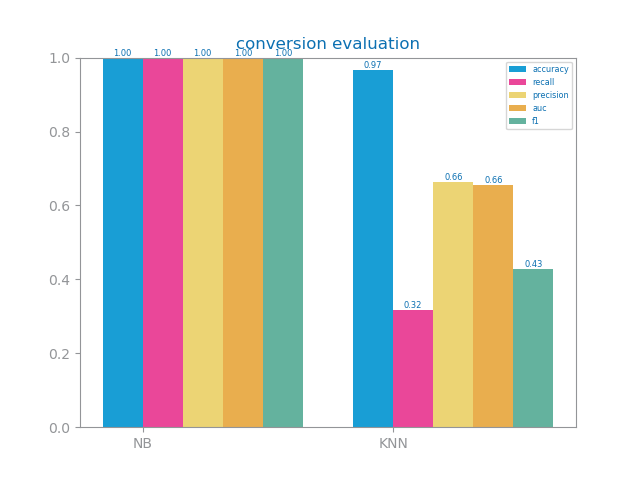 conversion evaluation
1.00 1.00 1.00 1.00 1.00
0.97
0.32
0.66
0.66
0.43
accuracy
recall
precision
auc
f1
1.0
0.8
0.6
0.4
0.2
0.0
NB
KNN